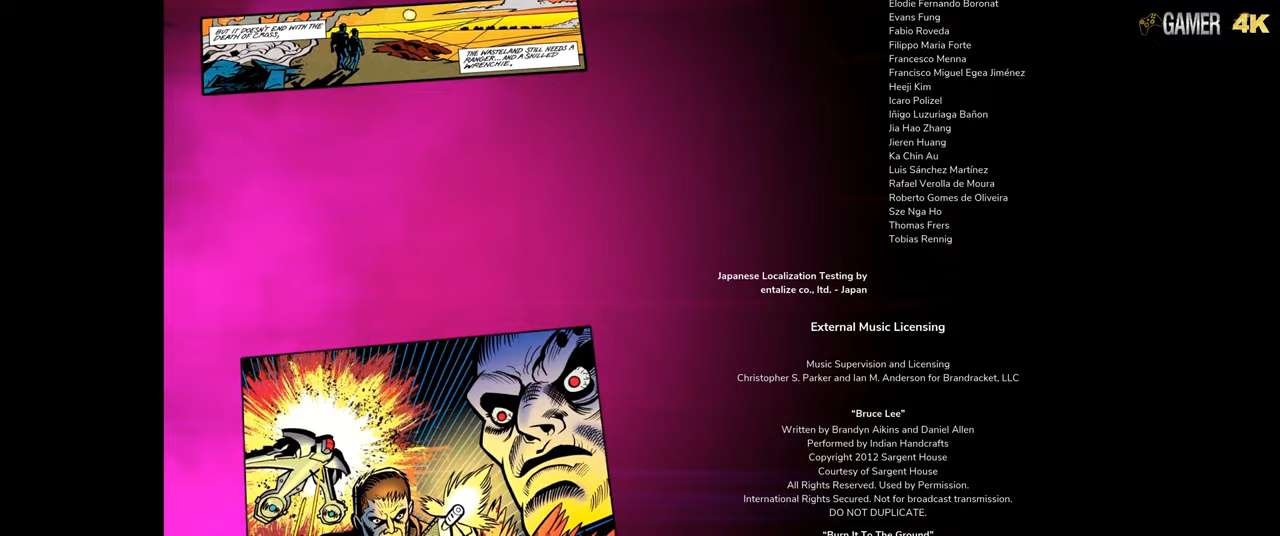 BUT IT DOESN'T END WITH THE
DEATH OF CROSS,
THE WASTELAND STILL NEEDS A
RANGER...AND A SKILLED
WRENCHIE.
GAMER 4K
Elodie Fernando Boronat
Evans Fung
Fabio Roveda
Filippo Maria Forte
Francesco Menna
Francisco Miguel Egea Jiménez
Heeji Kim
Icaro Polizel
Iñigo Luzuriaga Bañon
Jia Hao Zhang
Jieren Huang
Ka Chin Au
Luis Sánchez Martínez
Rafael Verolla de Moura
Roberto Gomes de Oliveira
Sze Nga Ho
Thomas Frers
Tobias Rennig
Japanese Localization Testing by
entalize co., ltd. - Japan
External Music Licensing
Music Supervision and Licensing
Christopher S. Parker and Ian M. Anderson for Brandracket, LLC
“Bruce Lee”
Written by Brandyn Aikins and Daniel Allen
Performed by Indian Handcrafts
Copyright 2012 Sargent House
Courtesy of Sargent House
All Rights Reserved. Used by Permission.
International Rights Secured. Not for broadcast transmission.
DO NOT DUPLICATE.
“Burn It To The Ground”